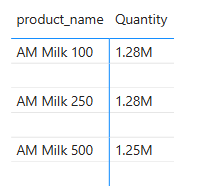 product_name Quantity
AM Milk 100 1.28M
AM Milk 250 1.28M
AM Milk 500 1.25M